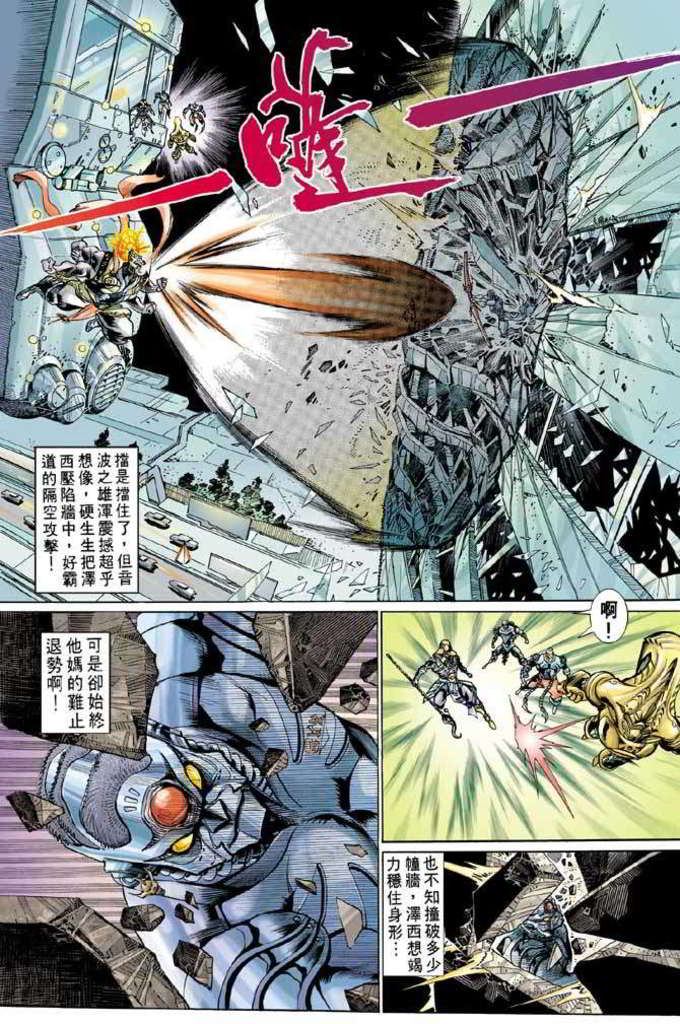 擋是擋住了，但音
波之雄渾震撼超乎
想像，硬生生把澤
西壓陷牆中，好霸
道的隔空攻擊！
啊！
可是卻始終
他媽的難止
退勢啊！
也不知撞破多少
幢牆，澤西想竭
力穩住身形…